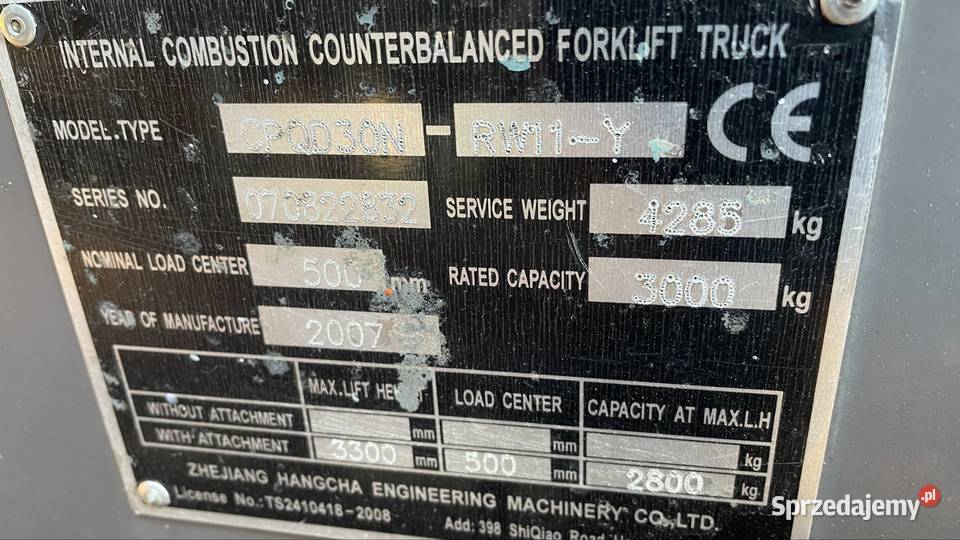 INTERNAL COMBUSTION COUNTERBALANCED FORKLIFT TRUCK
MODEL.TYPE CPQD30N-RW11-Y CE
SERIES NO. 070822832 SERVICE WEIGHT 4285 kg
NOMINAL LOAD CENTER 500 mm RATED CAPACITY 3000 kg
YEAR OF MANUFACTURE 2007
MAX.LIFT HEIGHT LOAD CENTER CAPACITY AT MAX.L.H
WITHOUT ATTACHMENT mm mm kg
WITH ATTACHMENT 3300 mm 500 mm 2800 kg
ZHEJIANG HANGCHA ENGINEERING MACHINERY CO.,LTD.
License No.:TS2410418-2008 Add: 398 ShiQiao Road
Sprzedajemy.pl